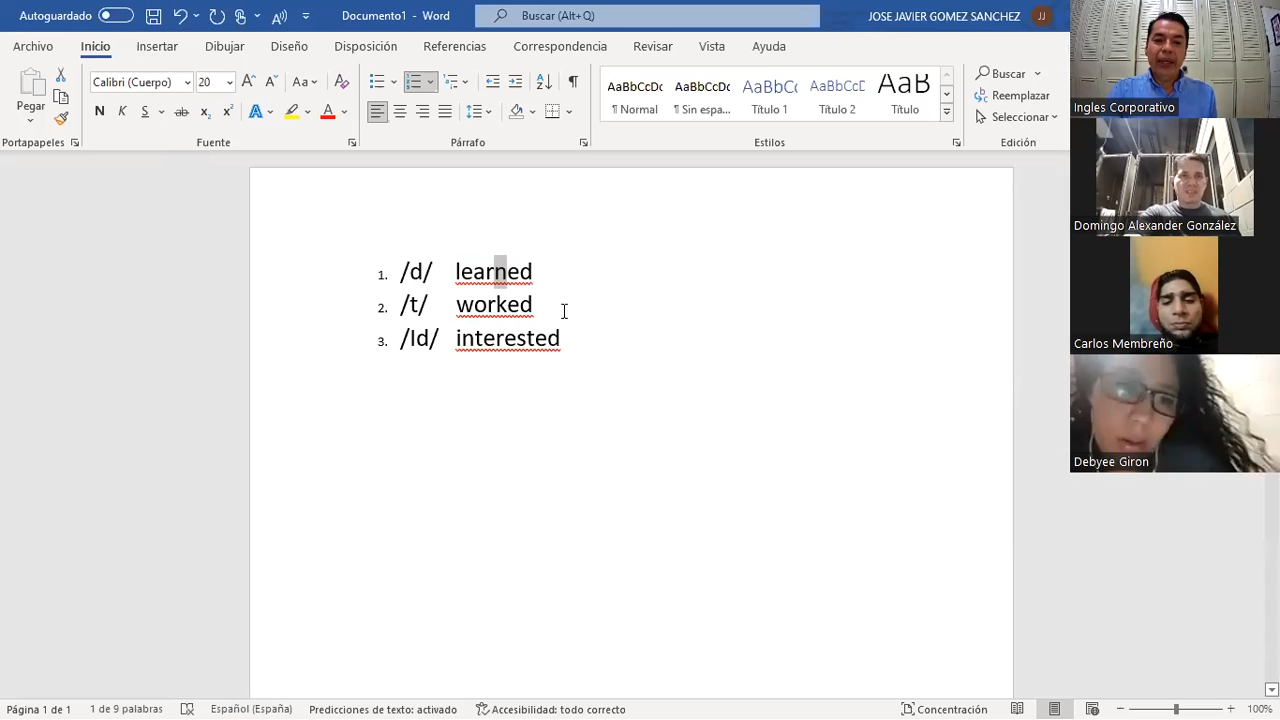 Autoguardado
Documento1 - Word
Buscar (Alt+Q)
JOSE JAVIER GOMEZ SANCHEZ
JJ
Archivo Inicio Insertar Dibujar Diseño Disposición Referencias Correspondencia Revisar Vista Ayuda
Pegar
Calibri (Cuerpo) 20
N K S ab x₂ x²
AaBbCcDc AaBbCcDc AaBbCc AaBbCcD AaB
¶ Normal ¶ Sin espa... Título 1 Título 2 Título
Buscar
Reemplazar
Seleccionar
Portapapeles Fuente Párrafo Estilos Edición
1. /d/ learned
2. /t/ worked
3. /Id/ interested
Ingles Corporativo
Domingo Alexander González
Carlos Membreño
Debyee Giron
Página 1 de 1 1 de 9 palabras Español (España) Predicciones de texto: activado Accesibilidad: todo correcto Concentración 100%